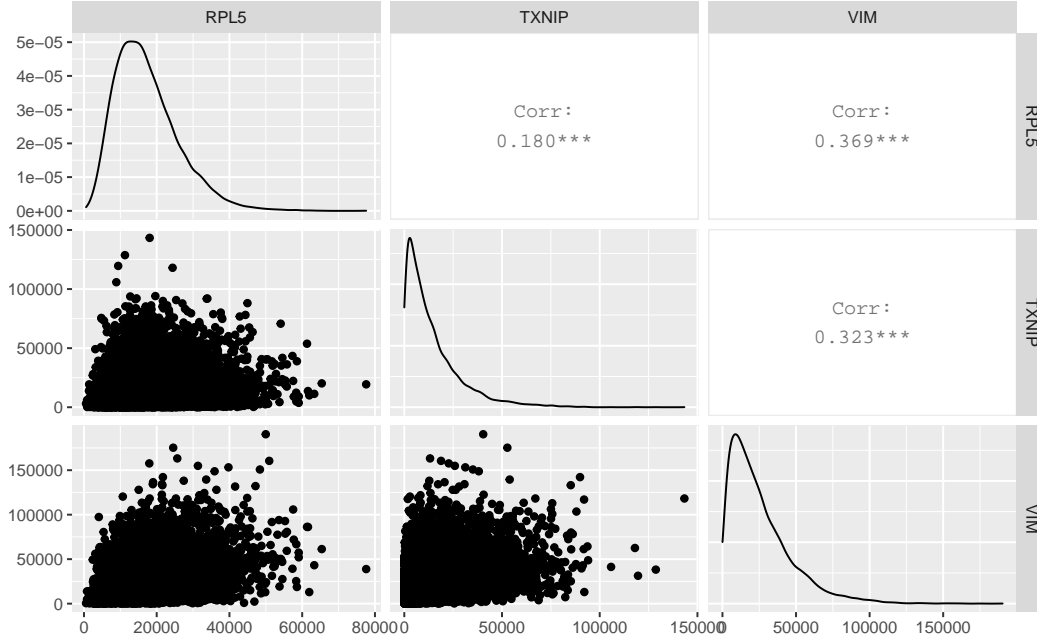 RPL5 TXNIP VIM
5e−05
4e−05
3e−05
2e−05
1e−05
0e+00
Corr:
0.180***
Corr:
0.369***
RPL5
150000
100000
50000
0
Corr:
0.323***
TXNIP
150000
100000
50000
0
VIM
0 20000 40000 60000 80000
0 50000 100000 150000
0 50000 100000 150000